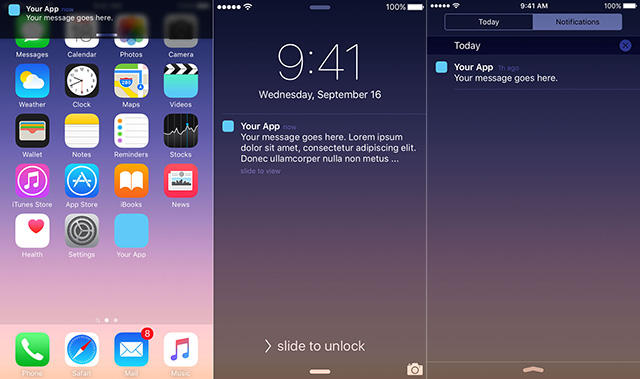 Your App now
Your message goes here.
Messages
Calendar
Photos
Camera
Weather
Clock
Maps
Videos
Wallet
Notes
Reminders
Stocks
iTunes Store
App Store
iBooks
News
Health
Settings
Your App
8
Phone
Safari
Mail
Music
100%
9:41
Wednesday, September 16
Your App now
Your message goes here. Lorem ipsum
dolor sit amet, consectetur adipiscing elit.
Donec ullamcorper nulla non metus ...
slide to view
slide to unlock
9:41 AM
100%
Today
Notifications
Today
Your App 1h ago
Your message goes here.